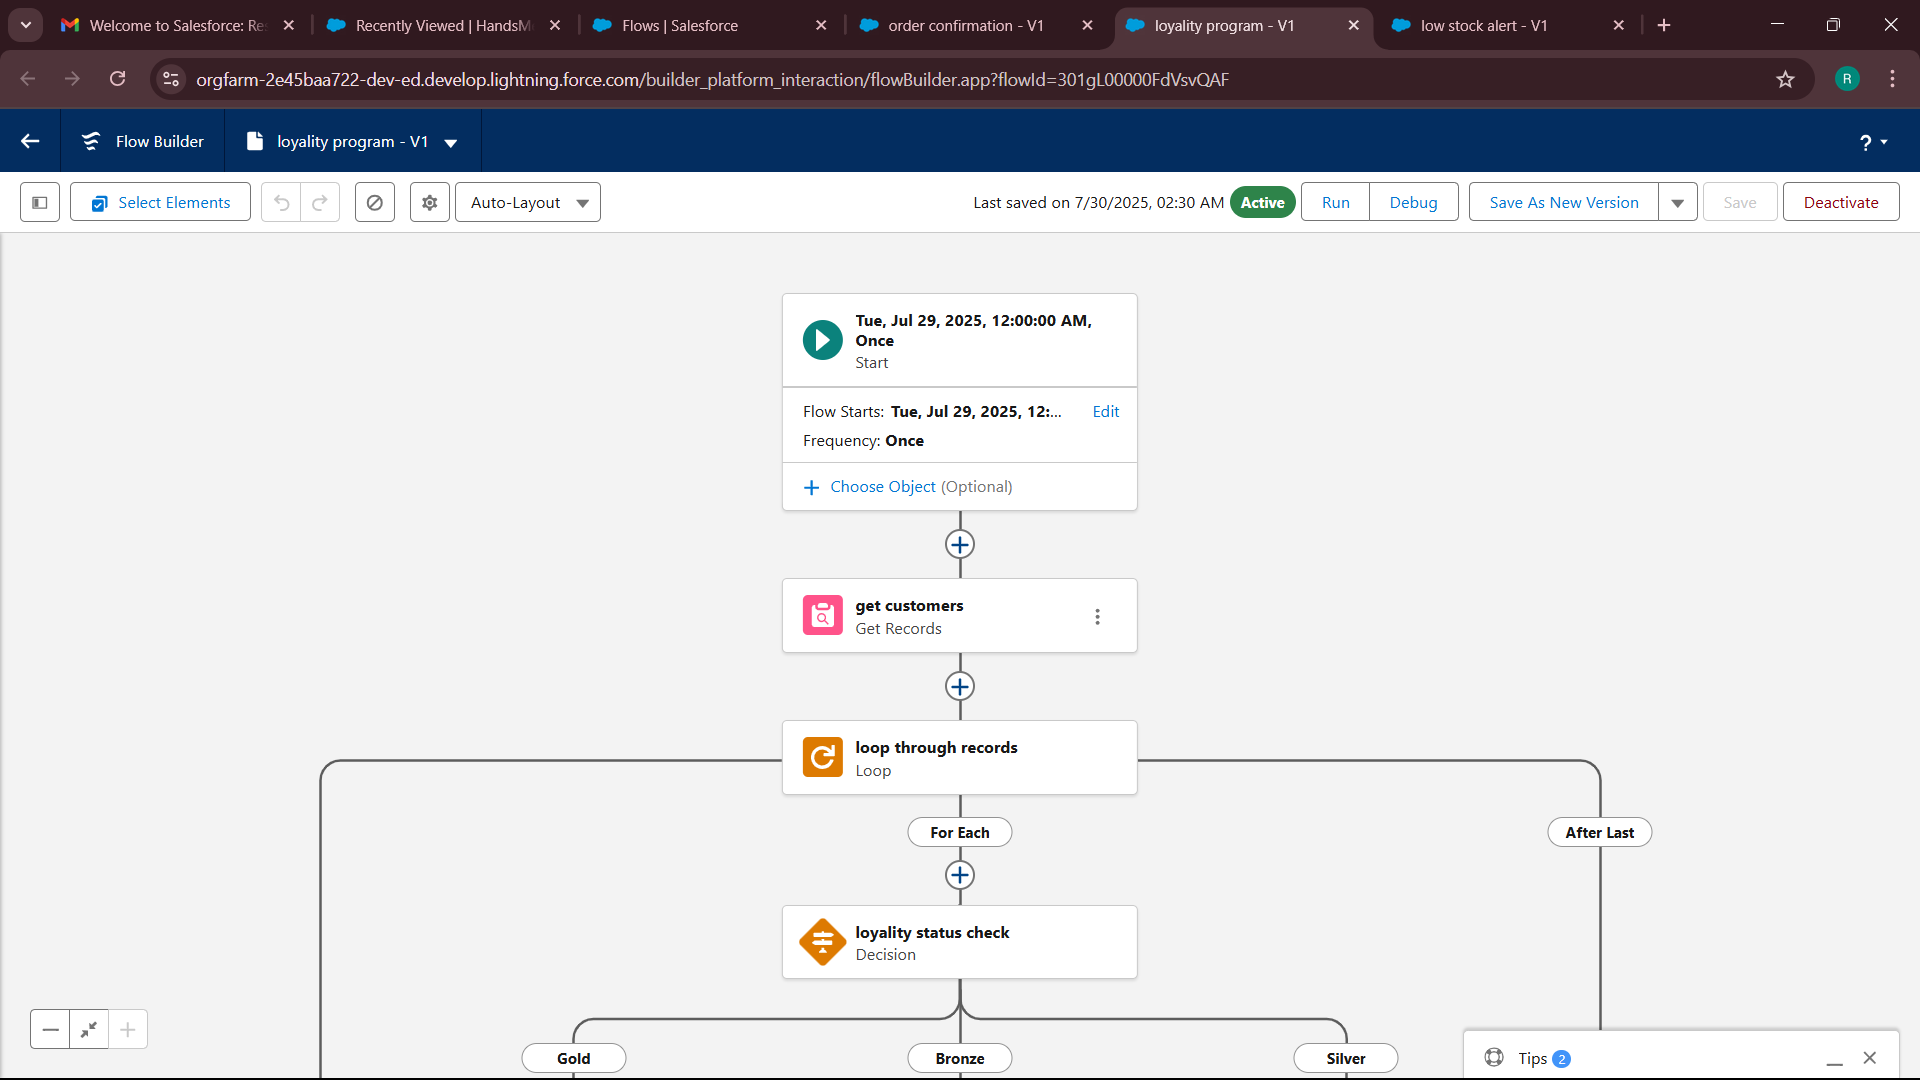 Welcome to Salesforce: Re
Recently Viewed | HandsM
Flows | Salesforce
order confirmation - V1
loyality program - V1
low stock alert - V1
orgfarm-2e45baa722-dev-ed.develop.lightning.force.com/builder_platform_interaction/flowBuilder.app?flowId=301gL00000FdVsvQAF
R
Flow Builder
loyality program - V1
?
Select Elements
Auto-Layout
Last saved on 7/30/2025, 02:30 AM
Active
Run
Debug
Save As New Version
Save
Deactivate
Tue, Jul 29, 2025, 12:00:00 AM,
Once
Start
Flow Starts: Tue, Jul 29, 2025, 12:...
Edit
Frequency: Once
Choose Object (Optional)
get customers
Get Records
loop through records
Loop
For Each
After Last
loyality status check
Decision
Gold
Bronze
Silver
Tips 2